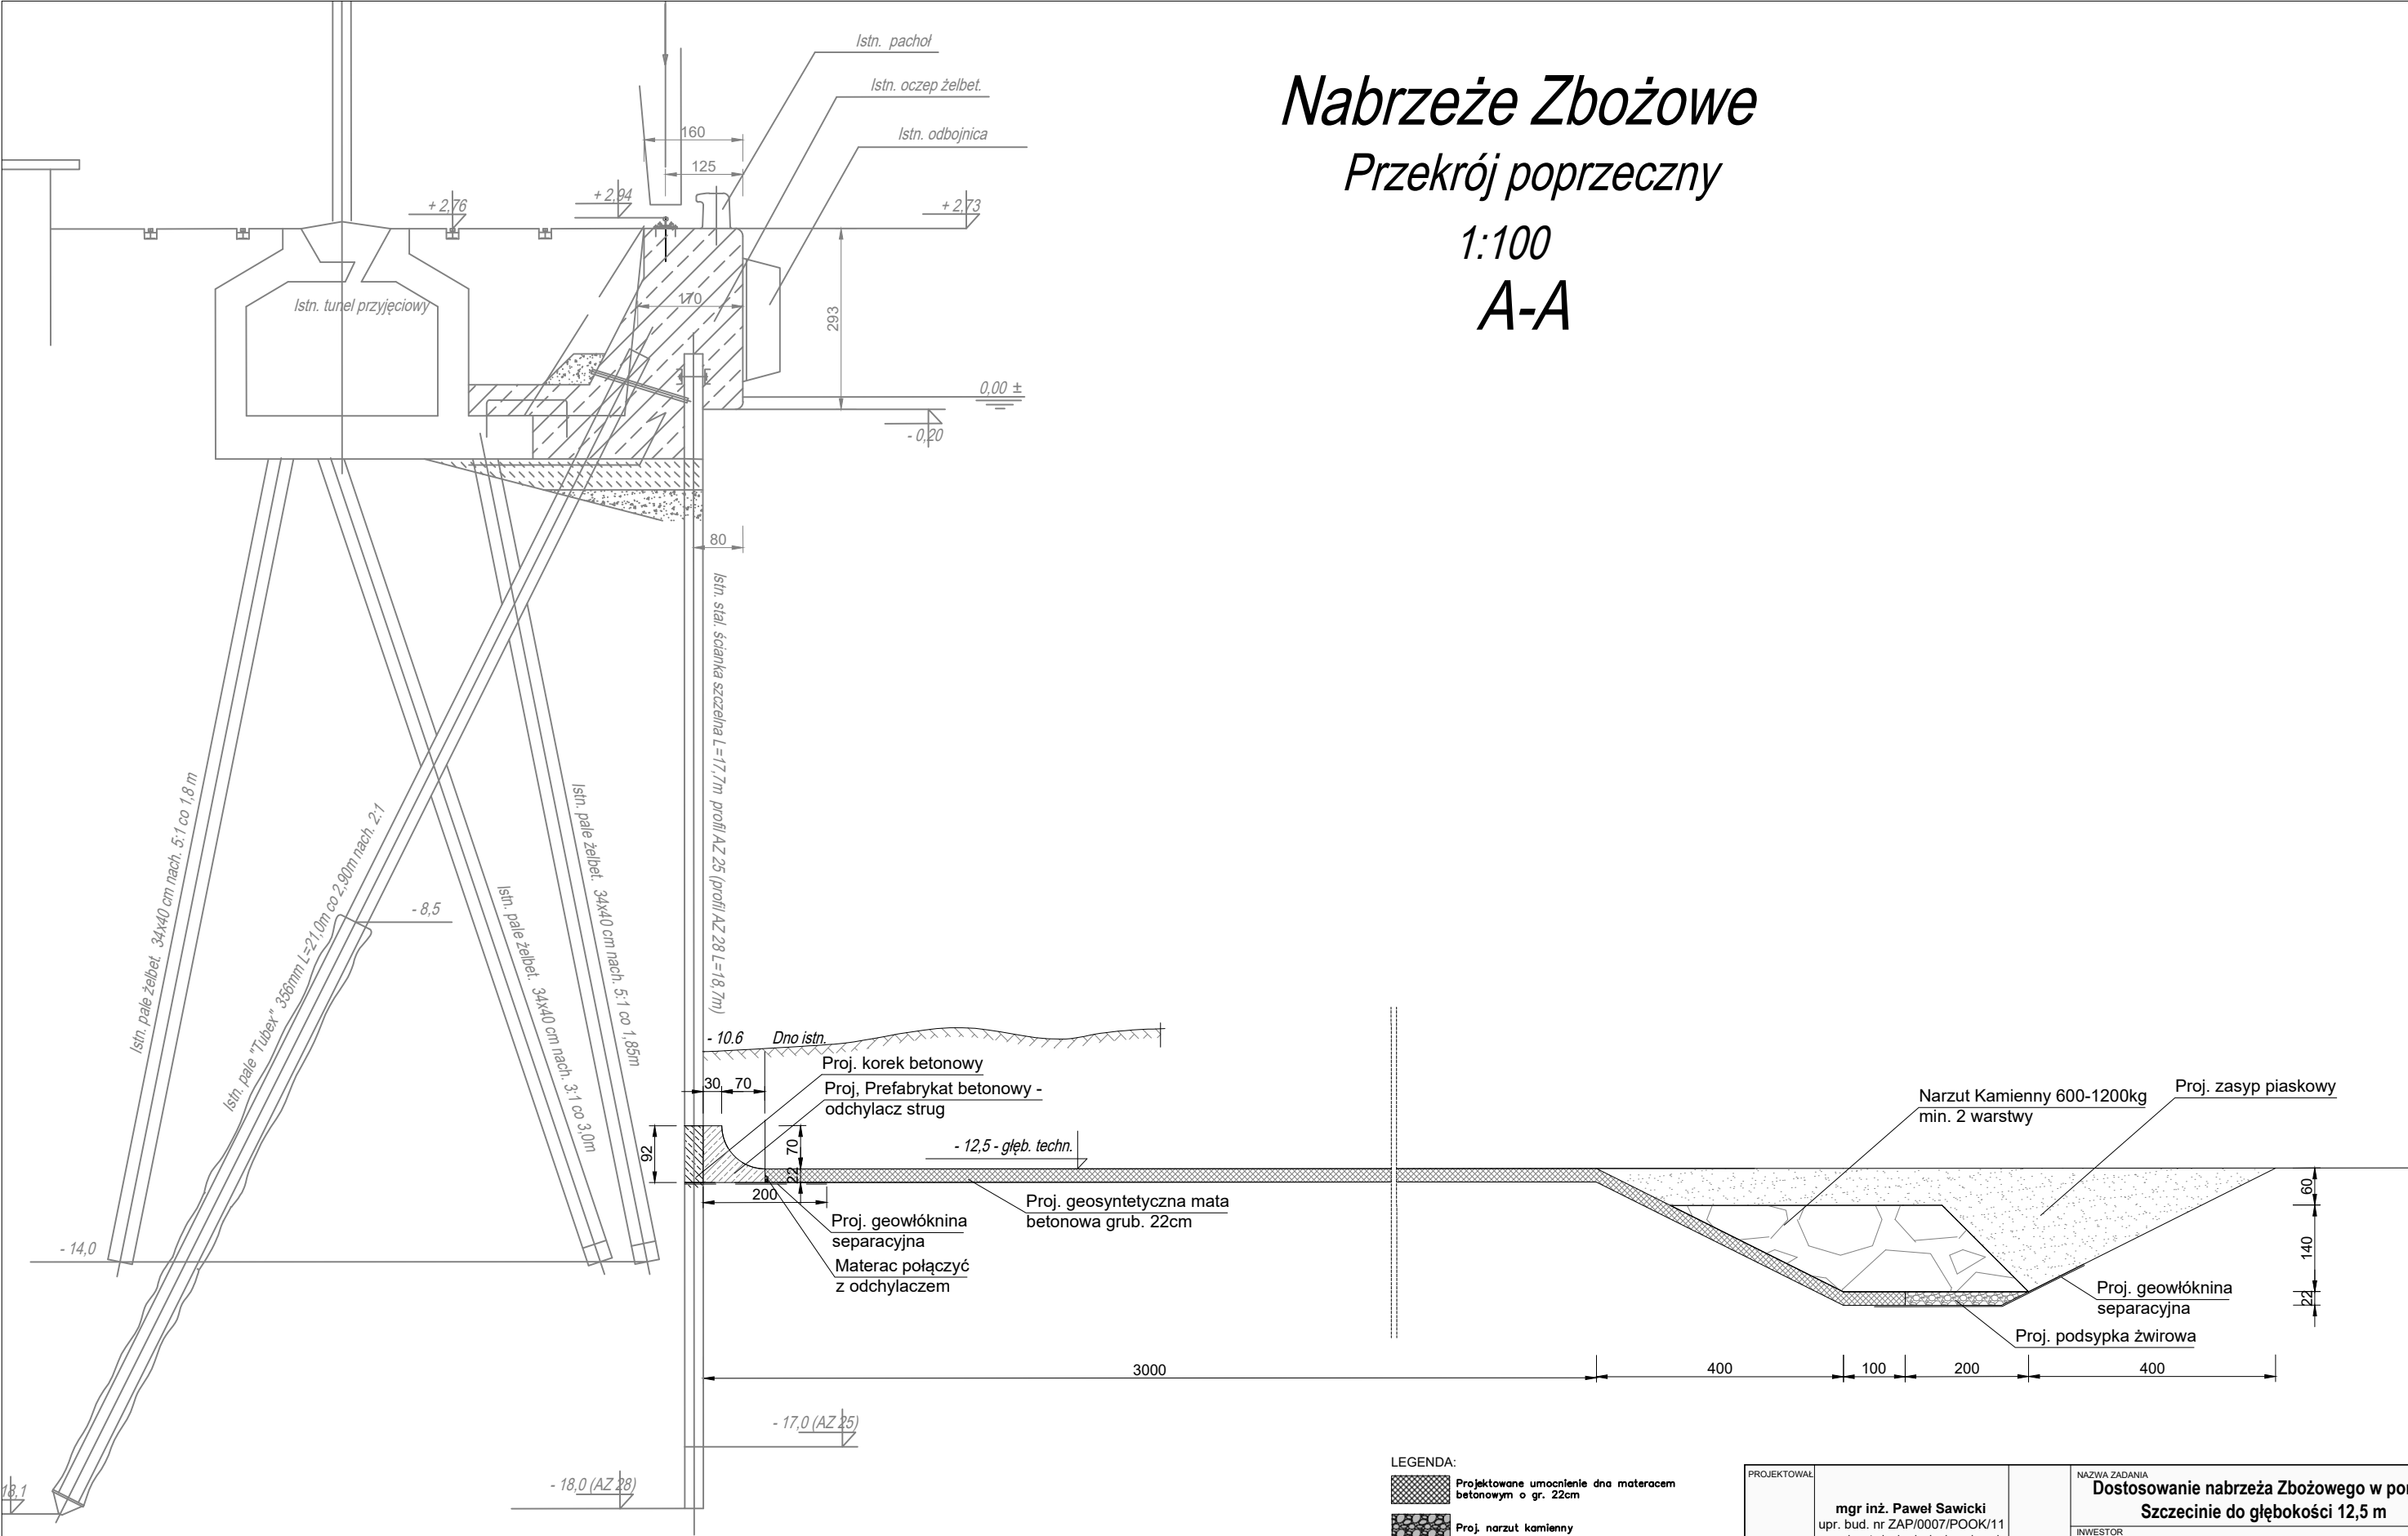 Nabrzeże Zbożowe
Przekrój poprzeczny
1:100
A-A
Istn. pachoł
Istn. oczep żelbet.
Istn. odbojnica
160
125
+ 2,94
+ 2,76
+ 2,73
Istn. tunel przyjęciowy
170
293
0,00 ±
- 0,20
80
Istn. stal. ścianka szczelna L=17,7m profil AZ 25 (profil AZ 28 L=18,7m)
Istn. pale żelbet. 34x40 cm nach. 5:1 co 1,8 m
Istn. pale "Tubex" 356mm L=21,0m co 2,90m nach. 2:1
Istn. pale żelbet. 34x40 cm nach. 3:1 co 3,0m
Istn. pale żelbet. 34x40 cm nach. 5:1 co 1,85m
- 8,5
- 10.6
Dno istn.
Proj. korek betonowy
30
70
Proj, Prefabrykat betonowy -
odchylacz strug
92
70
22
200
- 12,5 - głęb. techn.
Proj. geosyntetyczna mata
betonowa grub. 22cm
Proj. geowłóknina
separacyjna
Materac połączyć
z odchylaczem
- 14,0
Narzut Kamienny 600-1200kg
min. 2 warstwy
Proj. zasyp piaskowy
60
140
22
Proj. geowłóknina
separacyjna
Proj. podsypka żwirowa
3000
400
100
200
400
- 17,0 (AZ 25)
- 18,0 (AZ 28)
18,1
LEGENDA:
Projektowane umocnienie dna materacem
betonowym o gr. 22cm
Proj. narzut kamienny
PROJEKTOWAŁ
mgr inż. Paweł Sawicki
upr. bud. nr ZAP/0007/POOK/11
NAZWA ZADANIA
Dostosowanie nabrzeża Zbożowego w por
Szczecinie do głębokości 12,5 m
INWESTOR